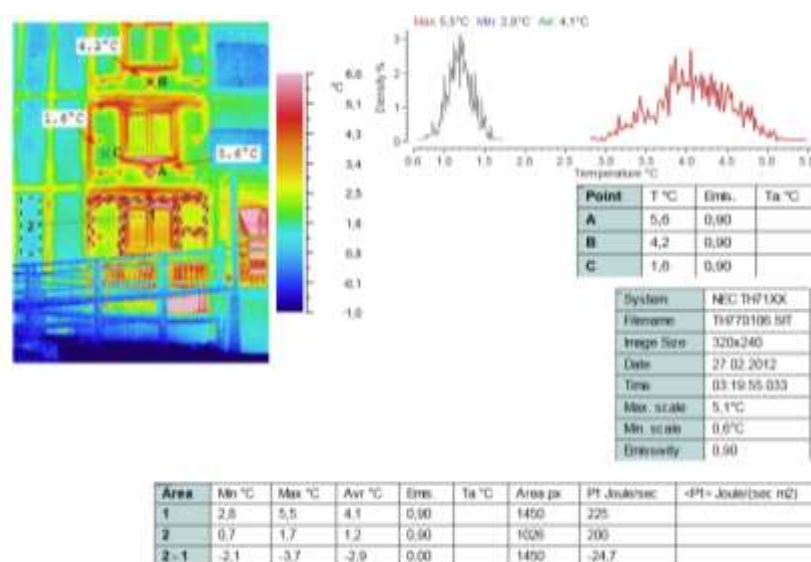 Max 5,5°C Min 2,8°C Avr 4,1°C
4,2°C
B
1,6°C
C
5,6°C
A
1
2
°C
6,0
5,1
4,3
3,4
2,5
1,6
0,8
-0,1
-1,0
Density %
3
2
1
0
0.6 1.0 1.5 2.0 2.5 3.0 3.5 4.0 4.5 5.0
Temperature °C
Point T °C Emis. Ta °C
A 5,6 0,90
B 4,2 0,90
C 1,6 0,90
System NEC TH71XX
Filename TH770106.SIT
Image Size 320x240
Date 27.02.2012
Time 03:19:55.033
Max. scale 5,1°C
Min. scale 0,6°C
Emissivity 0,90
Área Min °C Max °C Avr °C Emis. Ta °C Área px Pt Joule/sec <Pt> Joule/(sec m2)
1 2,8 5,5 4,1 0,90 1450 225
2 0,7 1,7 1,2 0,90 1026 200
2 - 1 -2,1 -3,7 -2,9 0,00 1450 -24,7